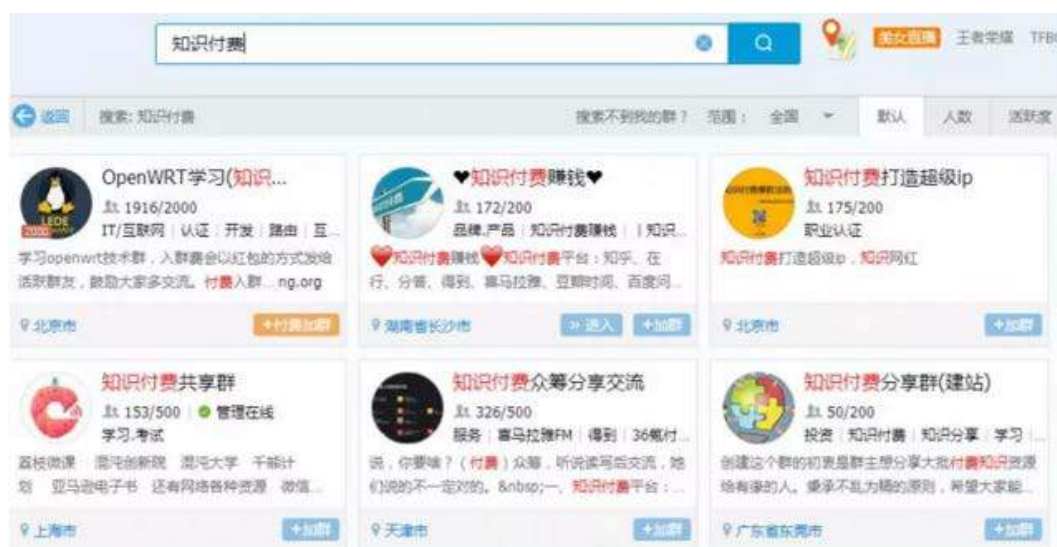 知识付费
美女直播 王者荣耀 TFBO
返回 搜索: 知识付费 搜索不到我的群? 范围: 全国 默认 人数 活跃度
OpenWRT学习(知识...
1916/2000
IT/互联网 | 认证 | 开发 | 路由 | 互...
学习openwrt技术群，入群费会以红包的方式发给
活跃群友，鼓励大家多交流。付费入群... ng.org
北京市 +付费加群
LEDE
2000
♥知识付费赚钱♥
172/200
品牌.产品 | 知识付费赚钱 | | 知识...
知识付费赚钱 知识付费平台：知乎、在
行、分答、得到、喜马拉雅、豆瓣时间、百度问...
湖南省长沙市 进入 +加群
知识付费打造超级ip
175/200
职业认证
知识付费打造超级ip，知识网红
北京市 +加群
知识付费共享群
153/500 | 管理在线
学习.考试
荔枝微课 混沌创新院 混沌大学 千聊计
划 亚马逊电子书 还有网络各种资源 微信...
上海市 +加群
知识付费众筹分享交流
326/500
服务 | 喜马拉雅FM | 得到 | 36氪付...
说，你要啥？（付费）众筹，听说读写后交流，她
们说的不一定对的。&nbsp;一、知识付费平台：...
天津市 +加群
知识付费分享群(建站)
50/200
投资 | 知识付费 | 知识分享 | 学习 | ...
创建这个群的初衷是群主想分享大批付费知识资源
给有缘的人。秉承不乱为稿的原则，希望大家能...
广东省东莞市 +加群